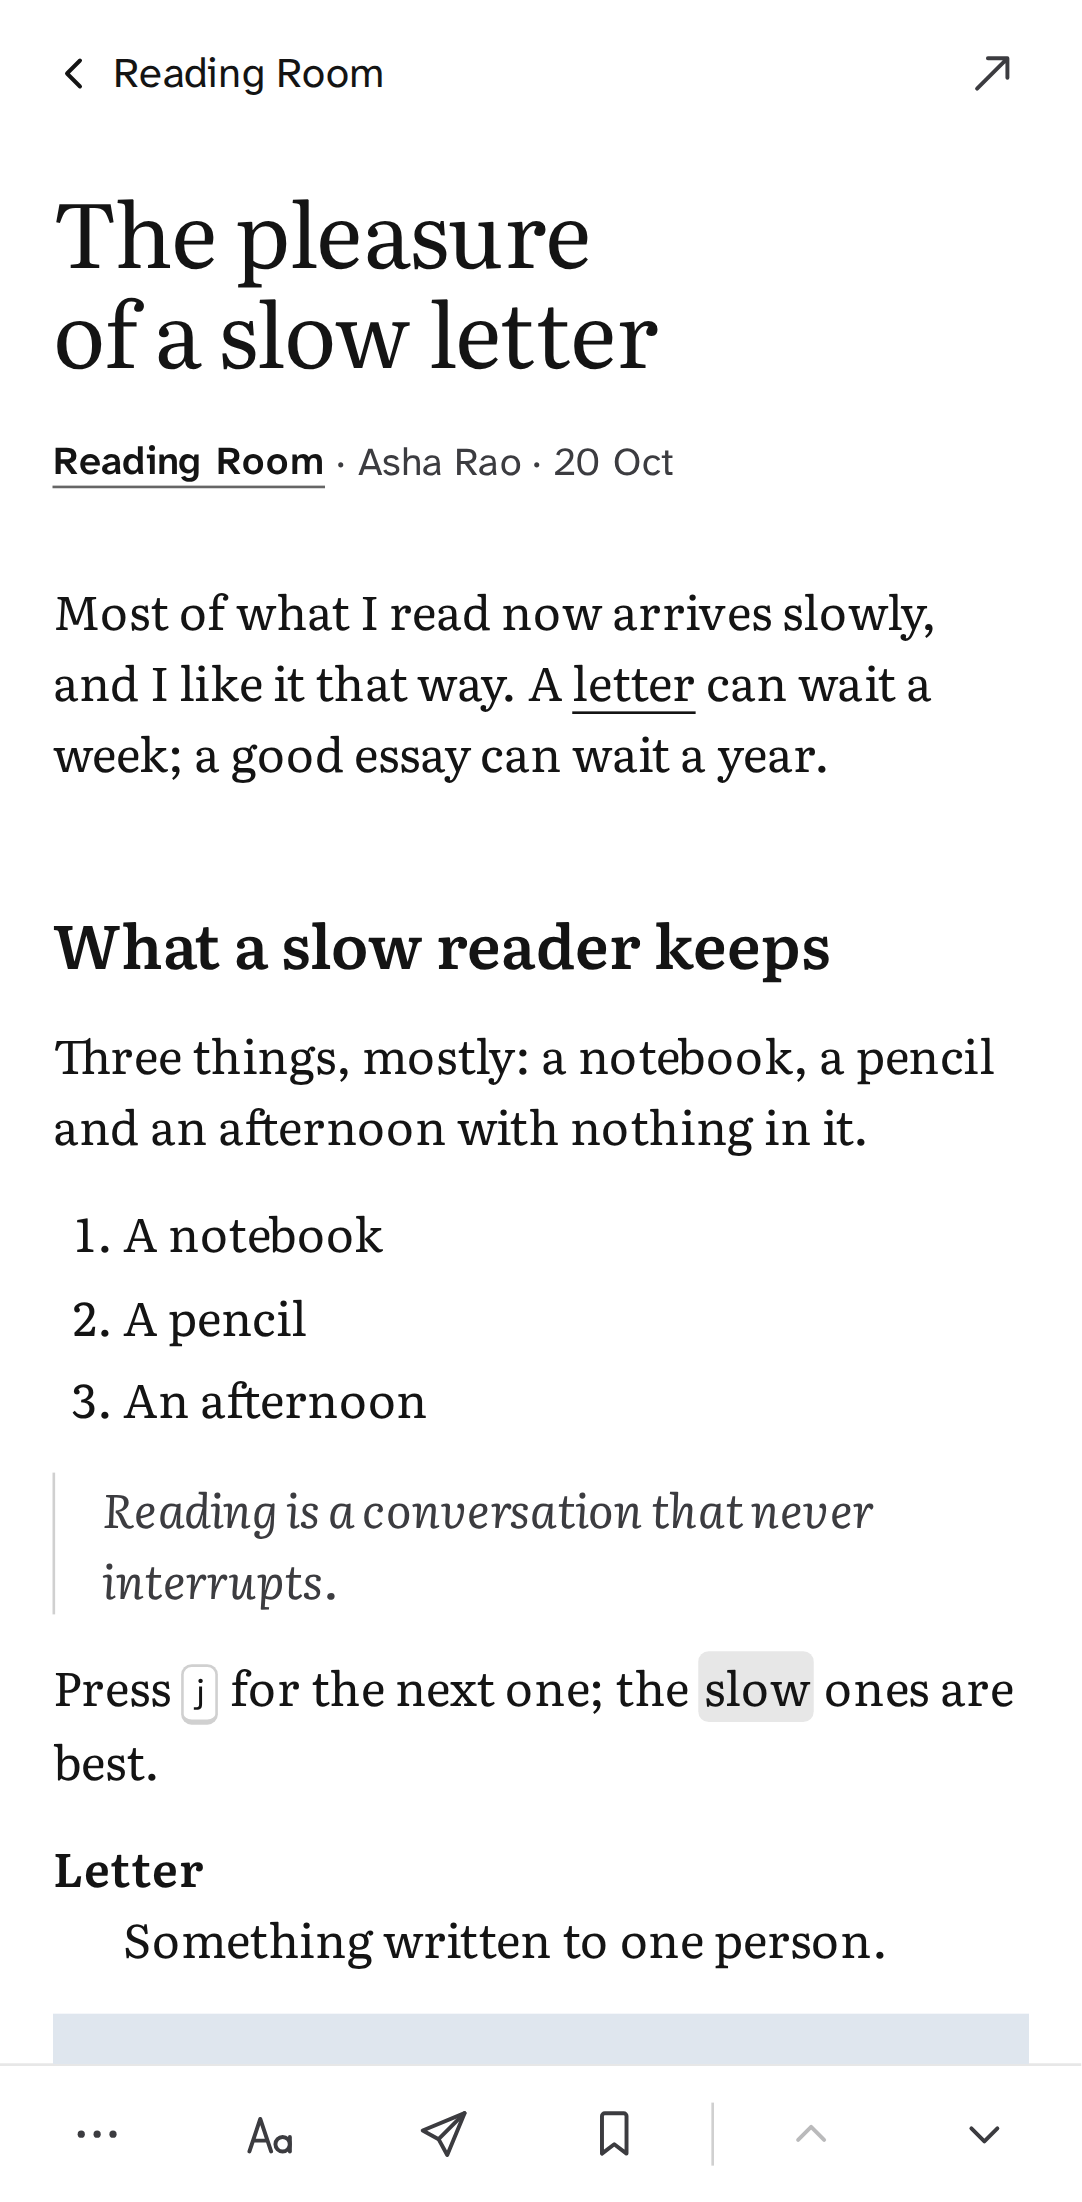 Reading Room
The pleasure
of a slow letter
Reading Room · Asha Rao · 20 Oct
Most of what I read now arrives slowly,
and I like it that way. A letter can wait a
week; a good essay can wait a year.
What a slow reader keeps
Three things, mostly: a notebook, a pencil
and an afternoon with nothing in it.
1. A notebook
2. A pencil
3. An afternoon
Reading is a conversation that never
interrupts.
Press j for the next one; the slow ones are
best.
Letter
Something written to one person.
Aa